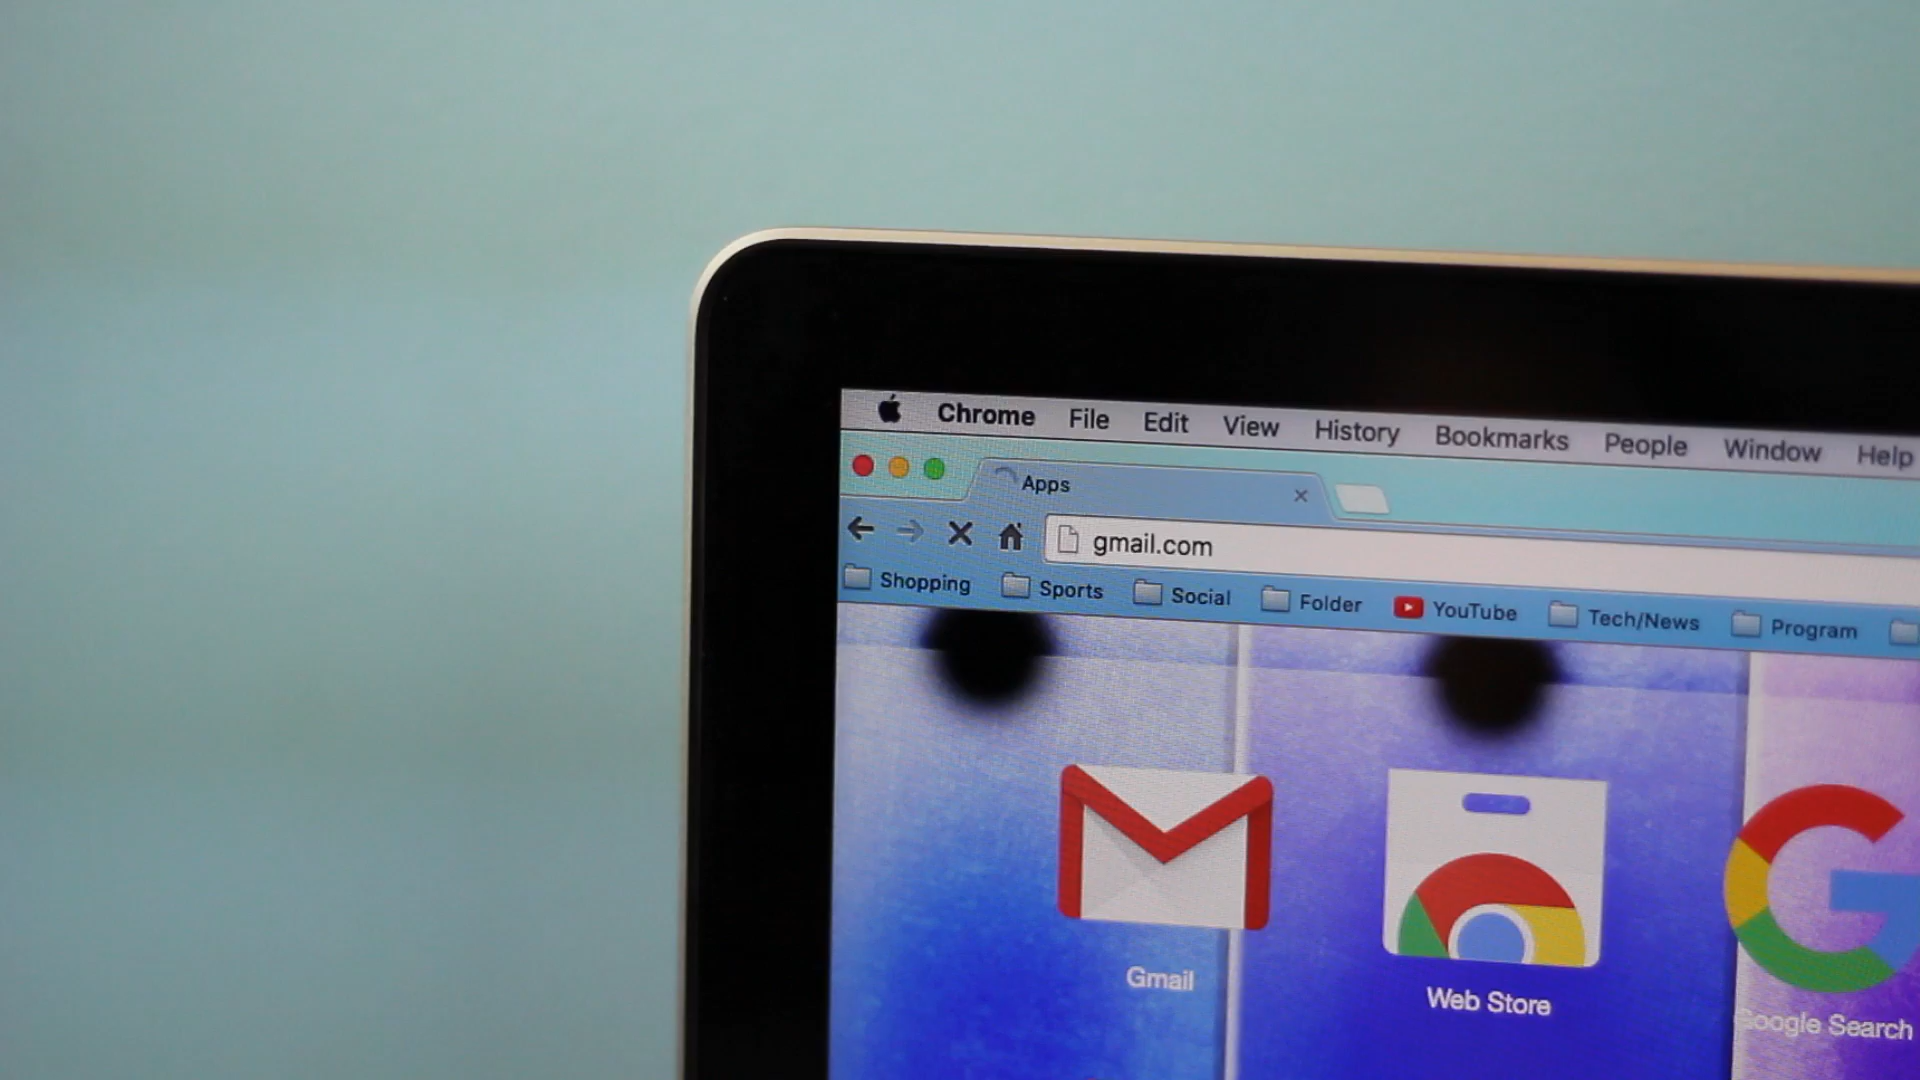 Chrome File Edit View History Bookmarks People Window Help
Apps
gmail.com
Shopping Sports Social Folder YouTube Tech/News Program
Gmail Web Store Google Search